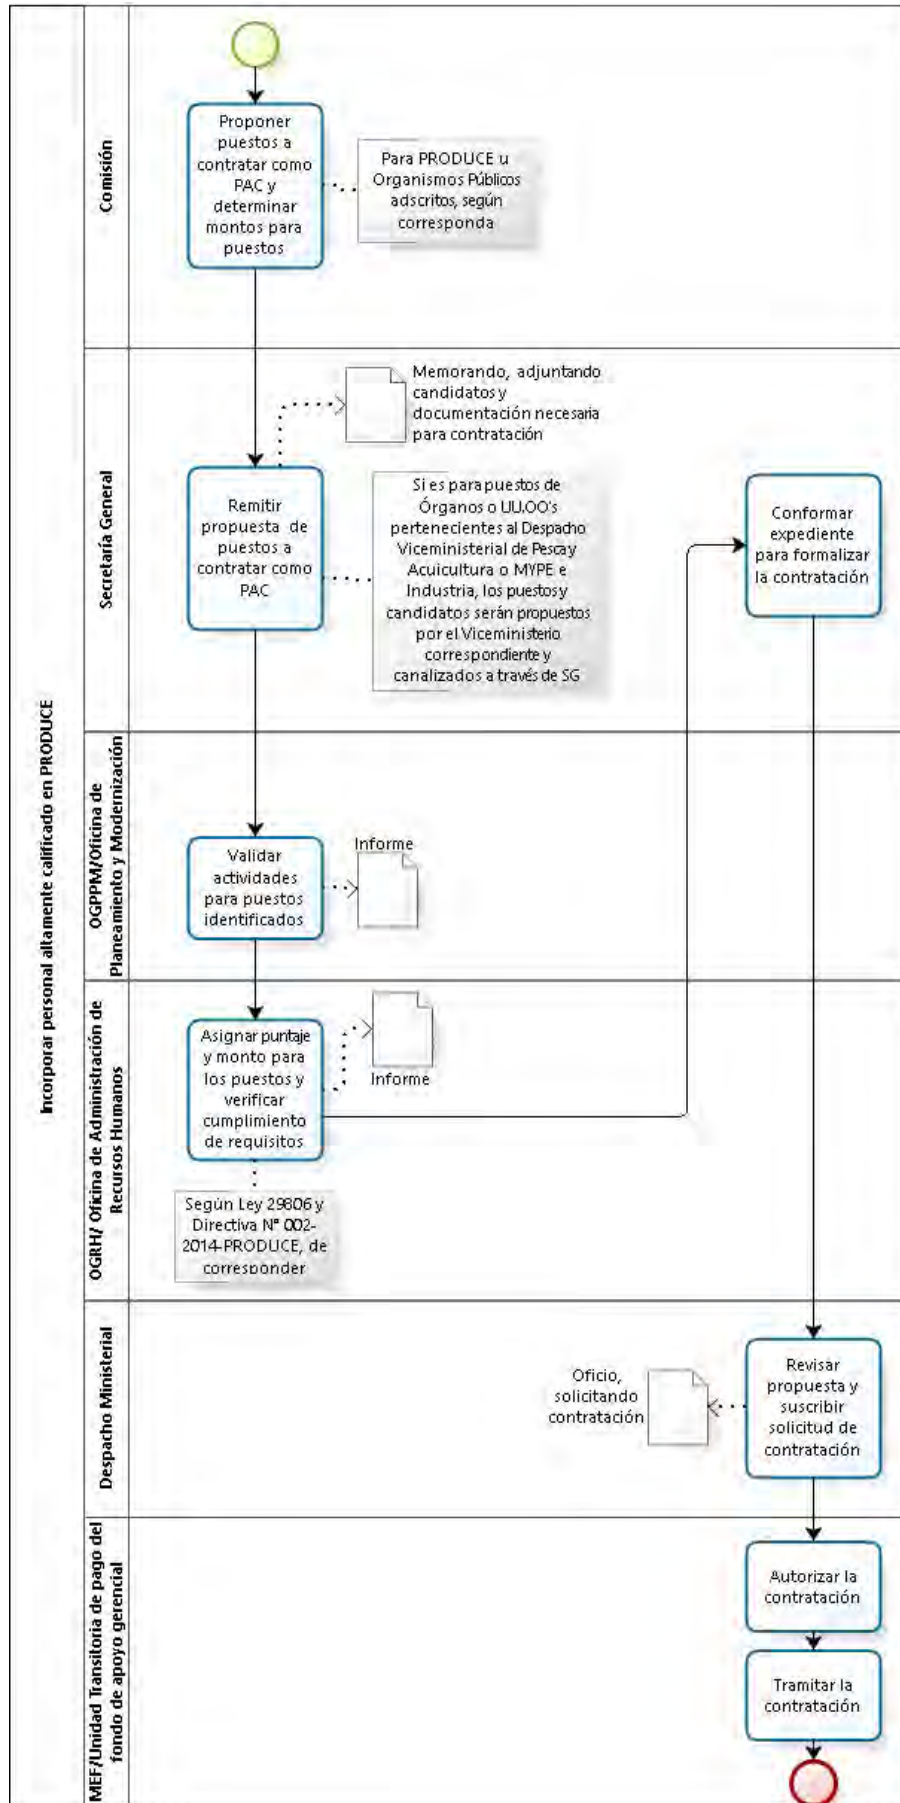 Incorporar personal altamente calificado en PRODUCE
Comisión
Proponer
puestos a
contratar como
PAC y
determinar
montos para
puestos
Para PRODUCE u
Organismos Públicos
adscritos, según
corresponda
Secretaría General
Memorando, adjuntando
candidatos y
documentación necesaria
para contratación
Remitir
propuesta de
puestos a
contratar como
PAC
Si es para puestos de
Órganos o UU.OO's
pertenecientes al Despacho
Viceministerial de Pesca y
Acuicultura o MYPE e
Industria, los puestos y
candidatos serán propuestos
por el Viceministerio
correspondiente y
canalizados a través de SG
Conformar
expediente
para formalizar
la contratación
OGPPM/Oficina de
Planeamiento y Modernización
Validar
actividades
para puestos
identificados
Informe
OGRH/ Oficina de Administración de
Recursos Humanos
Asignar puntaje
y monto para
los puestos y
verificar
cumplimiento
de requisitos
Informe
Según Ley 29806 y
Directiva N° 002-
2014-PRODUCE, de
corresponder
Despacho Ministerial
Oficio,
solicitando
contratación
Revisar
propuesta y
suscribir
solicitud de
contratación
MEF/Unidad Transitoria de pago del
fondo de apoyo gerencial
Autorizar la
contratación
Tramitar la
contratación